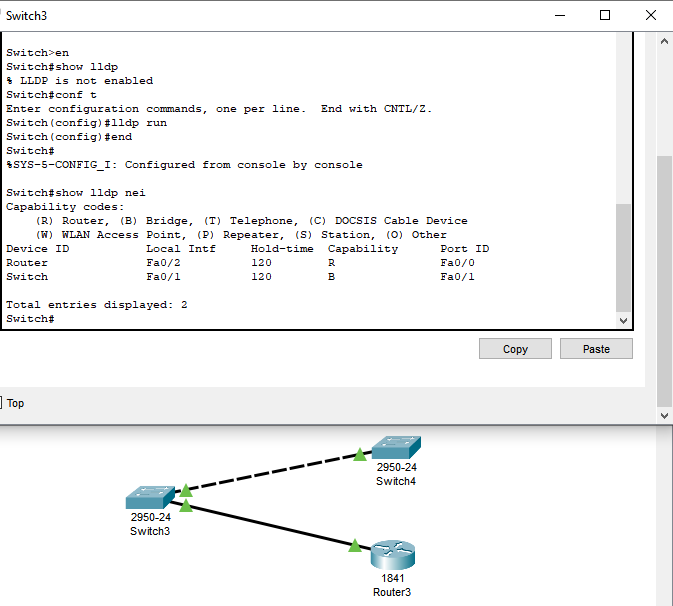 Switch3
Switch>en
Switch#show lldp
% LLDP is not enabled
Switch#conf t
Enter configuration commands, one per line.  End with CNTL/Z.
Switch(config)#lldp run
Switch(config)#end
Switch#
%SYS-5-CONFIG_I: Configured from console by console
Switch#show lldp nei
Capability codes:
    (R) Router, (B) Bridge, (T) Telephone, (C) DOCSIS Cable Device
    (W) WLAN Access Point, (P) Repeater, (S) Station, (O) Other
Device ID           Local Intf     Hold-time  Capability      Port ID
Router              Fa0/2          120        R               Fa0/0
Switch              Fa0/1          120        B               Fa0/1
Total entries displayed: 2
Switch#
Copy Paste
Top
2950-24
Switch4
2950-24
Switch3
1841
Router3